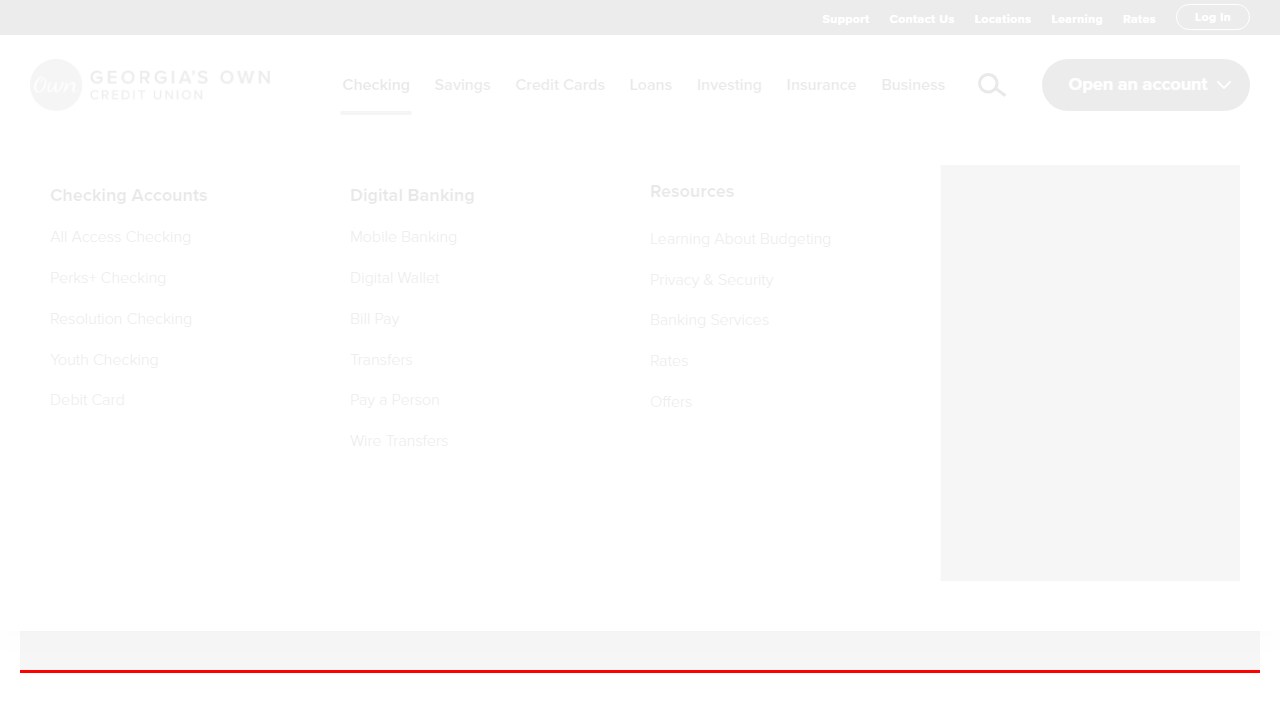 Support Contact Us Locations Learning Rates Log In
Own GEORGIA'S OWN
CREDIT UNION
Checking Savings Credit Cards Loans Investing Insurance Business Open an account
Checking Accounts
All Access Checking
Perks+ Checking
Resolution Checking
Youth Checking
Debit Card
Digital Banking
Mobile Banking
Digital Wallet
Bill Pay
Transfers
Pay a Person
Wire Transfers
Resources
Learning About Budgeting
Privacy & Security
Banking Services
Rates
Offers